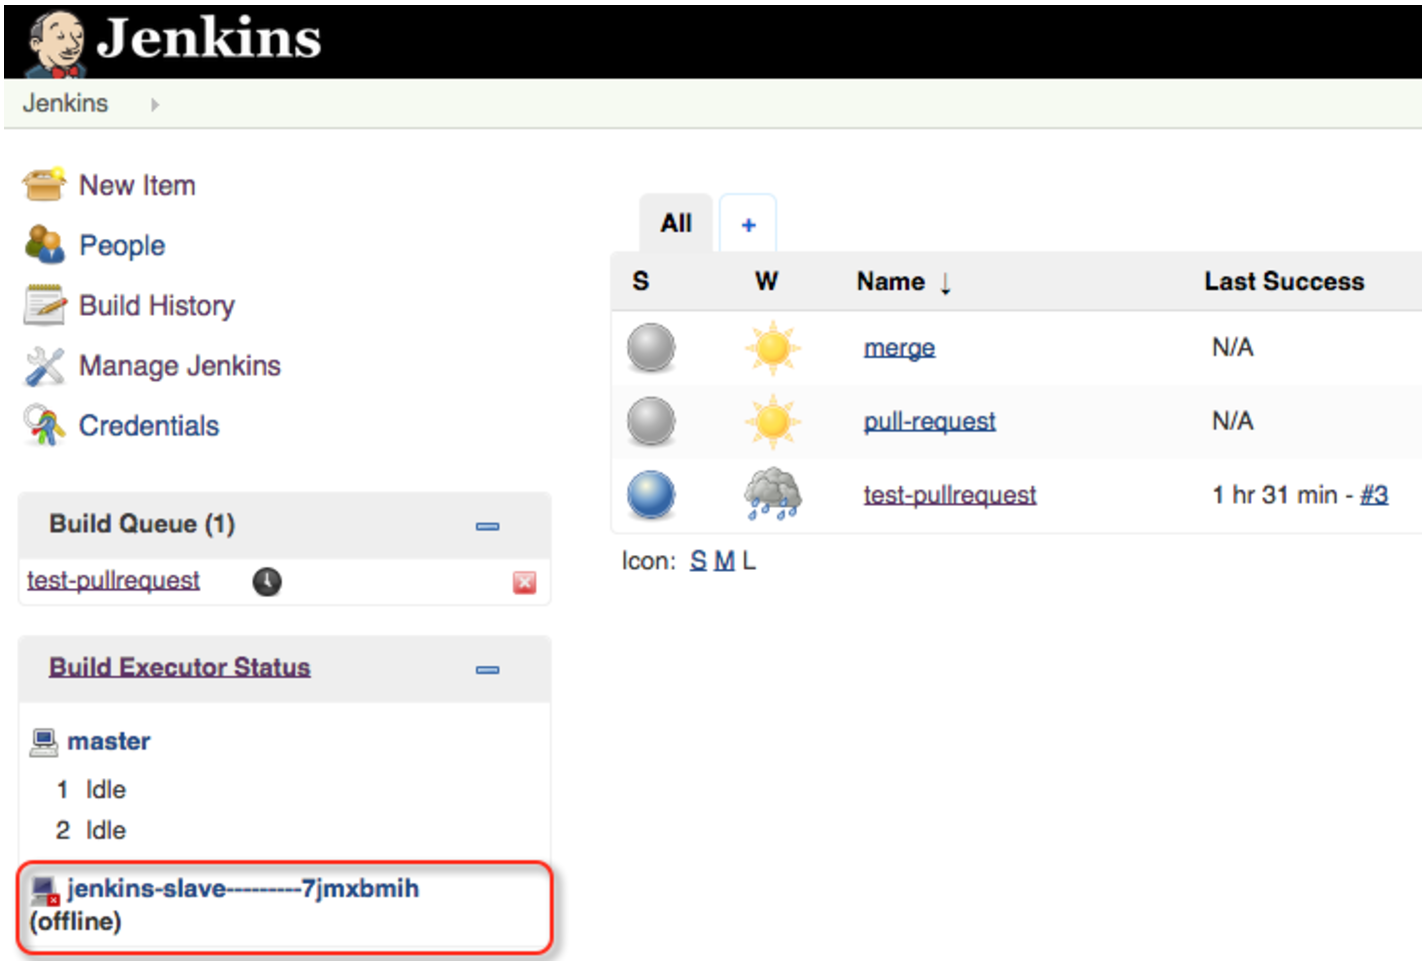 Jenkins
Jenkins
New Item
People
Build History
Manage Jenkins
Credentials
Build Queue (1)
test-pullrequest
Build Executor Status
master
1 Idle
2 Idle
jenkins-slave---------7jmxbmih
(offline)
All +
S W Name ↓ Last Success
merge N/A
pull-request N/A
test-pullrequest 1 hr 31 min - #3
Icon: S M L